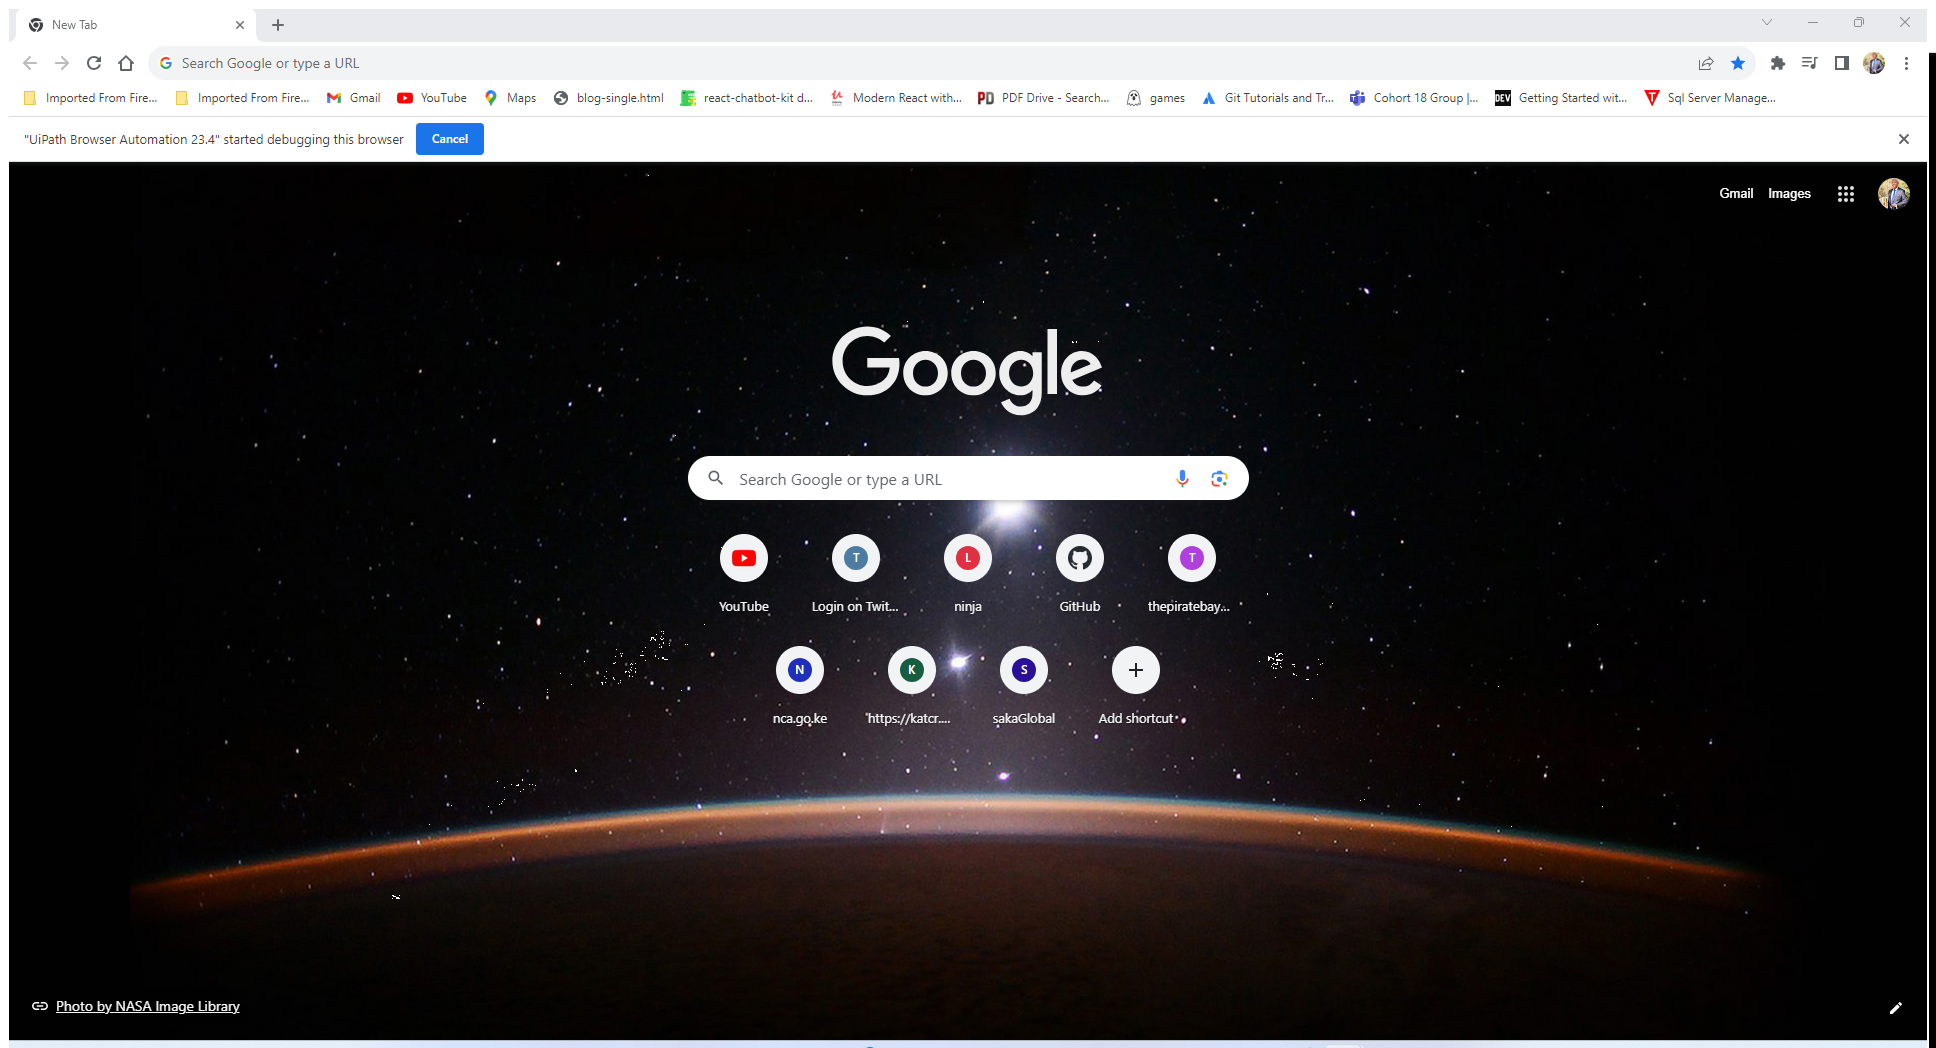 New Tab
Search Google or type a URL
Imported From Fire... Imported From Fire... Gmail YouTube Maps blog-single.html react-chatbot-kit d... Modern React with... PDF Drive - Search... games Git Tutorials and Tr... Cohort 18 Group |... DEV Getting Started wit... Sql Server Manage...
"UiPath Browser Automation 23.4" started debugging this browser Cancel
Gmail Images
Google
Search Google or type a URL
T L T
YouTube Login on Twit... ninja GitHub thepiratebay...
N K S
nca.go.ke 'https://katcr.... sakaGlobal Add shortcut
Photo by NASA Image Library